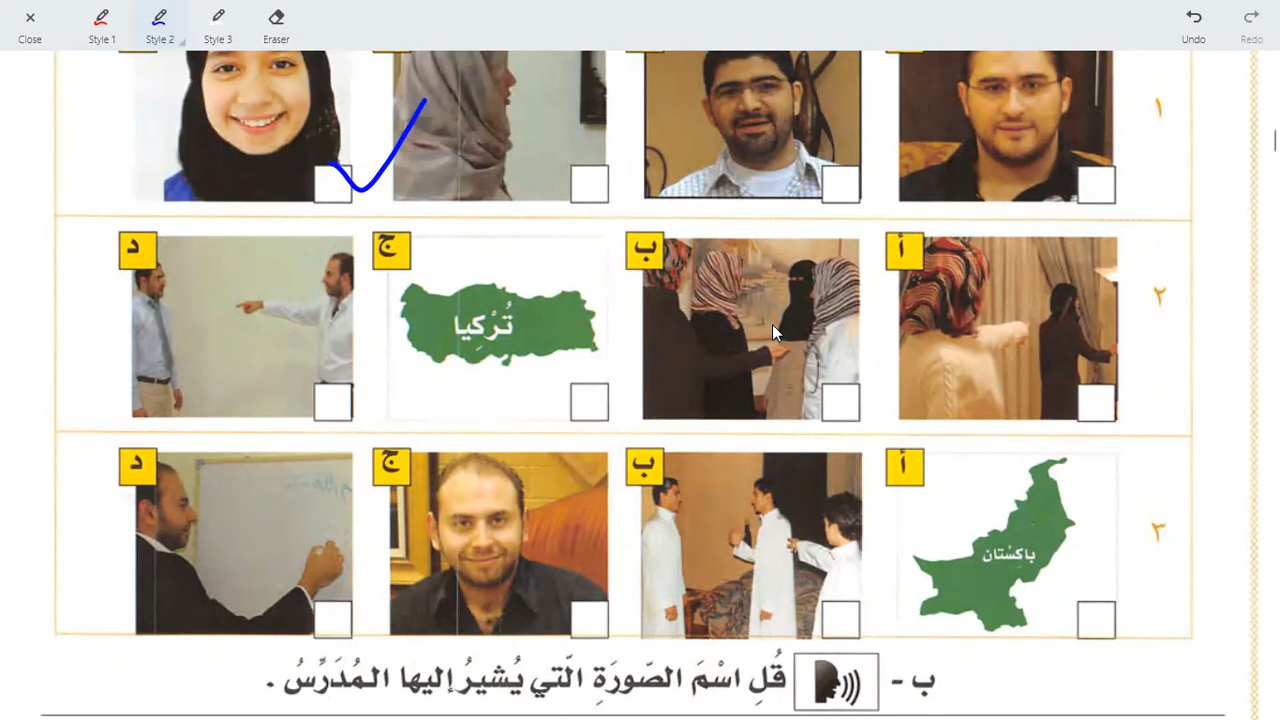 Close Style 1 Style 2 Style 3 Eraser Undo Redo
١
٢ أ ب ج د
تُرْكِيا
٣ أ ب ج د
باكِسْتان
ب - قُلِ اسْمَ الصّورَةِ الّتي يُشيرُ إليها المُدَرِّسُ .